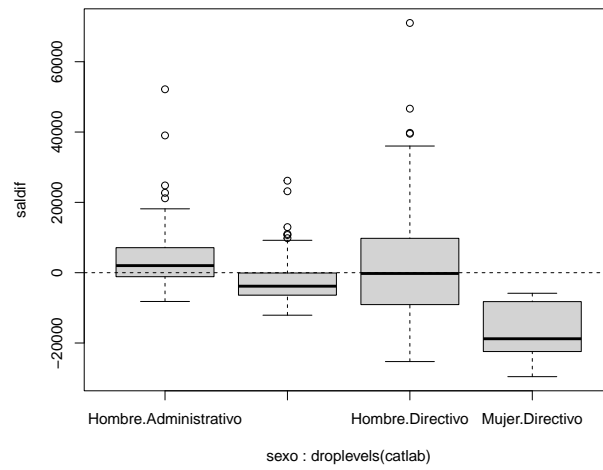 60000
40000
20000
0
−20000
saldif
Hombre.Administrativo Hombre.Directivo Mujer.Directivo
sexo : droplevels(catlab)